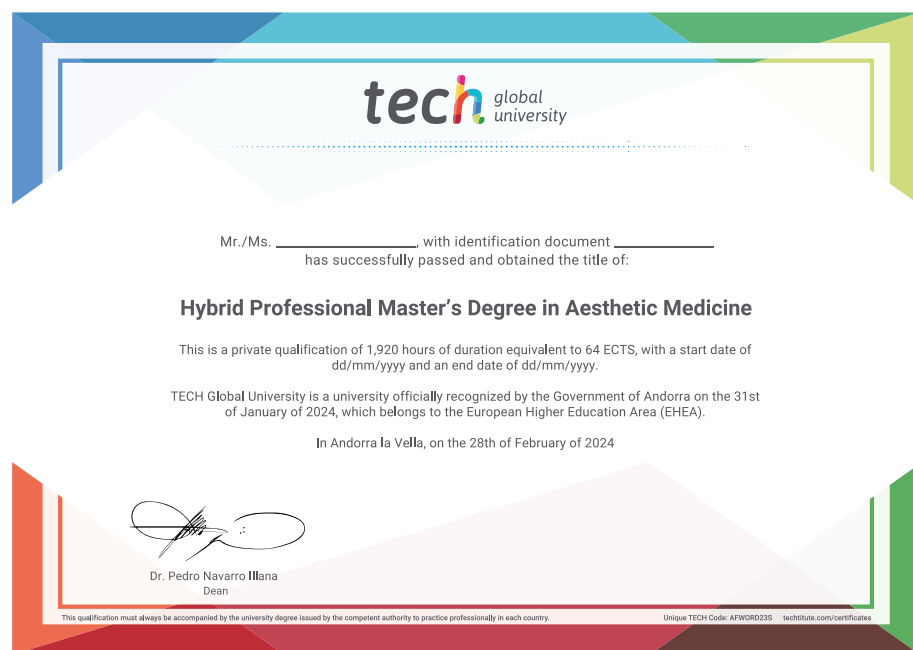 tech global
university
Mr./Ms. ____________, with identification document ____________
has successfully passed and obtained the title of:
Hybrid Professional Master's Degree in Aesthetic Medicine
This is a private qualification of 1,920 hours of duration equivalent to 64 ECTS, with a start date of
dd/mm/yyyy and an end date of dd/mm/yyyy.
TECH Global University is a university officially recognized by the Government of Andorra on the 31st
of January of 2024, which belongs to the European Higher Education Area (EHEA).
In Andorra la Vella, on the 28th of February of 2024
Dr. Pedro Navarro Illana
Dean
This qualification must always be accompanied by the university degree issued by the competent authority to practice professionally in each country.
Unique TECH Code: AFWORD23S techtitute.com/certificates